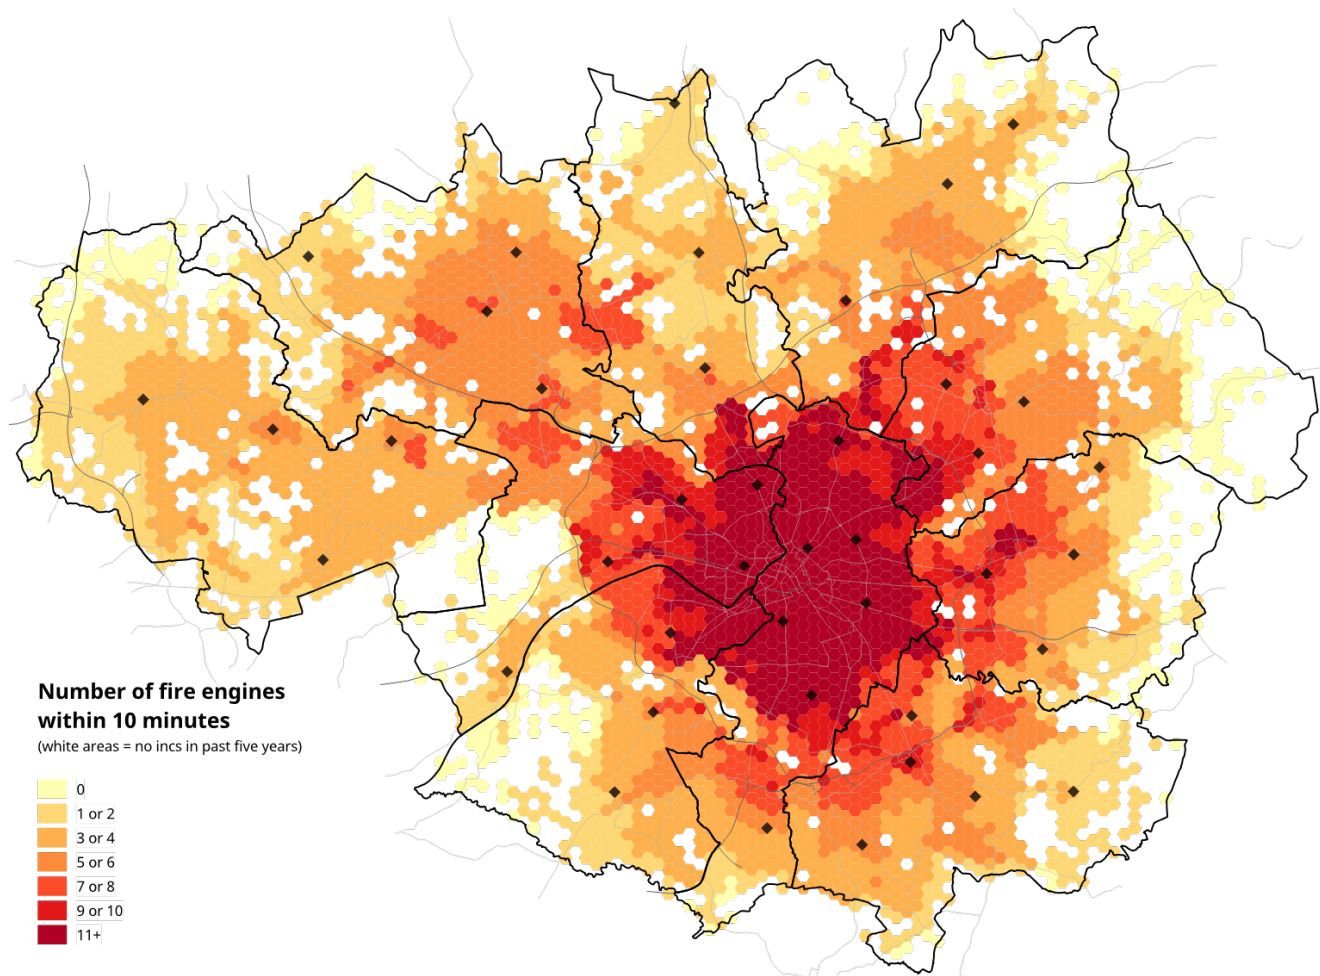 Number of fire engines
within 10 minutes
(white areas = no incs in past five years)
0
1 or 2
3 or 4
5 or 6
7 or 8
9 or 10
11+